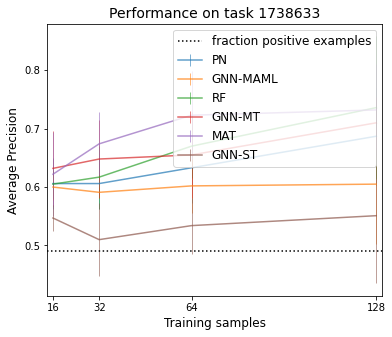 Performance on task 1738633
fraction positive examples
PN
GNN-MAML
RF
GNN-MT
MAT
GNN-ST
Average Precision
0.8
0.7
0.6
0.5
16 32 64 128
Training samples